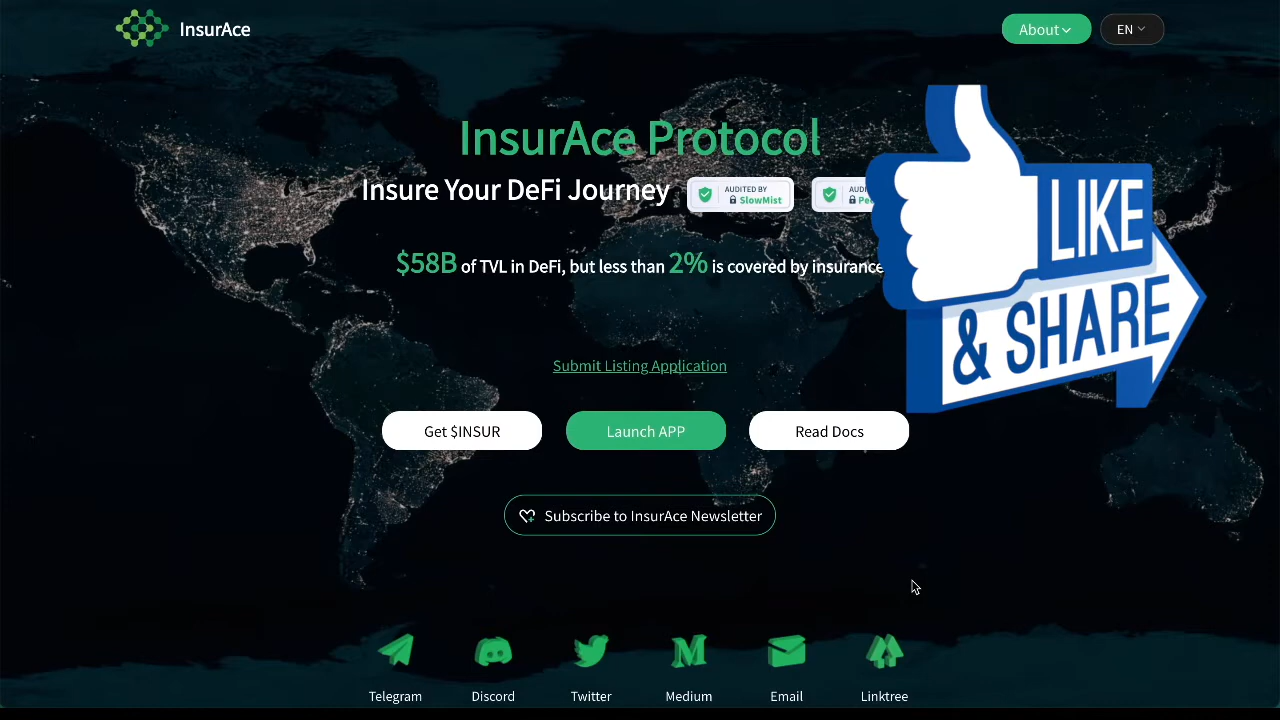 InsurAce
About
EN
InsurAce Protocol
Insure Your DeFi Journey
AUDITED BY
SlowMist
$58B of TVL in DeFi, but less than 2% is covered by insurance
LIKE
& SHARE
Submit Listing Application
Get $INSUR
Launch APP
Read Docs
Subscribe to InsurAce Newsletter
Telegram
Discord
Twitter
Medium
Email
Linktree